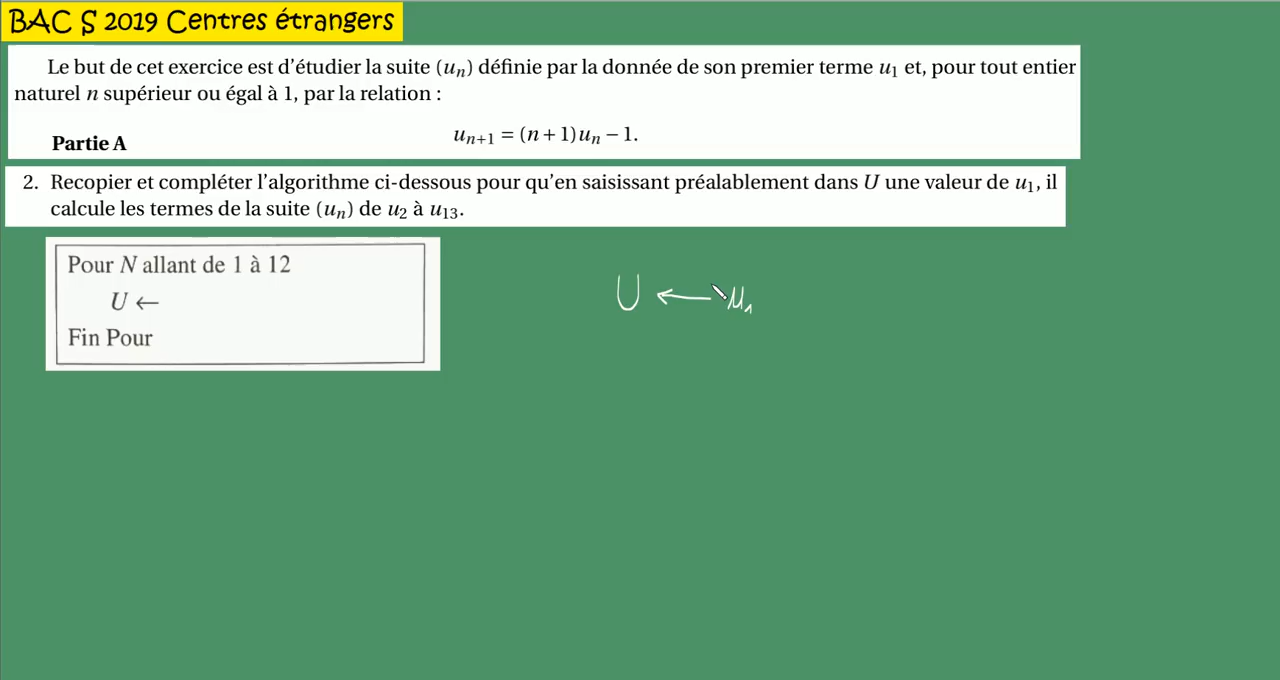 BAC S 2019 Centres étrangers
Le but de cet exercice est d'étudier la suite (uₙ) définie par la donnée de son premier terme u₁ et, pour tout entier
naturel n supérieur ou égal à 1, par la relation :
uₙ₊₁ = (n+1)uₙ − 1.
Partie A
2. Recopier et compléter l'algorithme ci-dessous pour qu'en saisissant préalablement dans U une valeur de u₁, il
calcule les termes de la suite (uₙ) de u₂ à u₁₃.
Pour N allant de 1 à 12
U ←
Fin Pour
U ← u₁